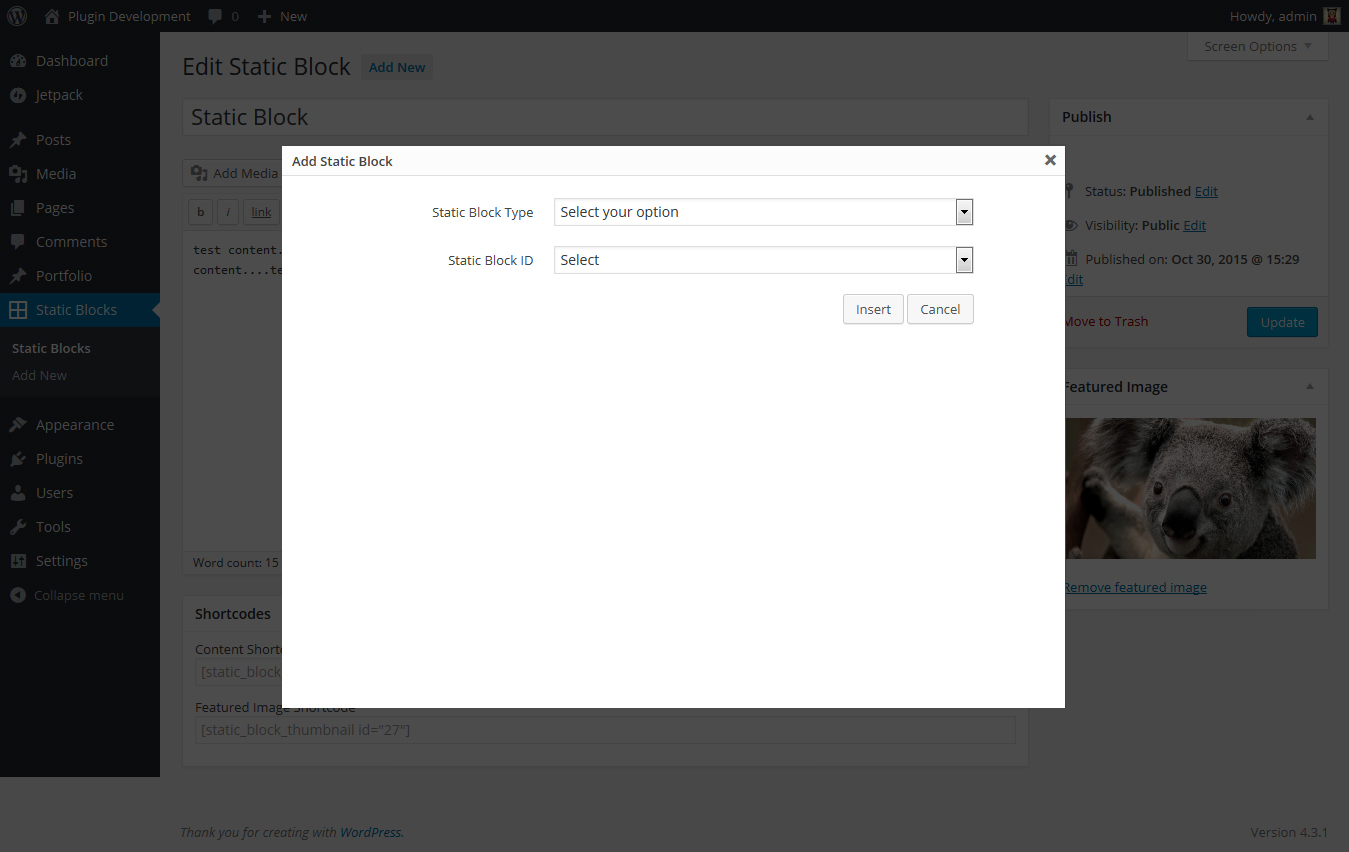 Plugin Development 0 New Howdy, admin
Dashboard
Jetpack
Posts
Media
Pages
Comments
Portfolio
Static Blocks
Static Blocks
Add New
Appearance
Plugins
Users
Tools
Settings
Collapse menu
Screen Options
Edit Static Block Add New
Static Block
Add Media
b i link
test content.
content....te
Word count: 15
Shortcodes
Content Shortc
[static_block_
Featured Image Shortcode
[static_block_thumbnail id="27"]
Add Static Block
Static Block Type Select your option
Static Block ID Select
Insert Cancel
Publish
Status: Published Edit
Visibility: Public Edit
Published on: Oct 30, 2015 @ 15:29
dit
Move to Trash Update
Featured Image
Remove featured image
Thank you for creating with WordPress.
Version 4.3.1